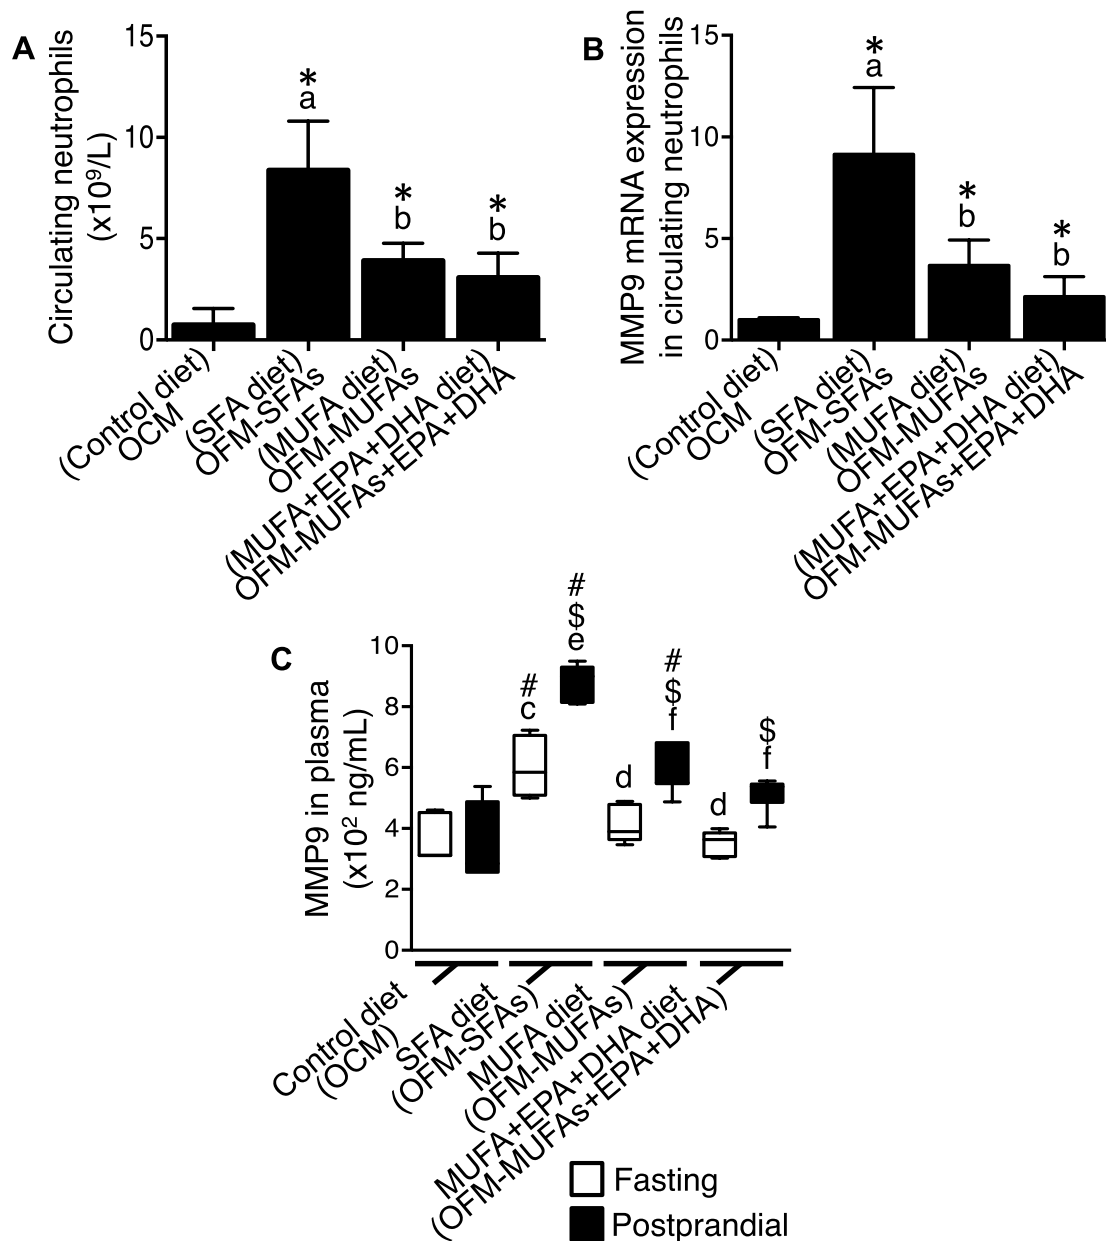 A
Circulating neutrophils
(x10⁹/L)
15
10
5
0
*
a
*
b
*
b
(Control diet)
OCM
(SFA diet)
OFM-SFAs
(MUFA diet)
OFM-MUFAs
(MUFA+EPA+DHA diet)
OFM-MUFAs+EPA+DHA
B
MMP9 mRNA expression
in circulating neutrophils
15
10
5
0
*
a
*
b
*
b
(Control diet)
OCM
(SFA diet)
OFM-SFAs
(MUFA diet)
OFM-MUFAs
(MUFA+EPA+DHA diet)
OFM-MUFAs+EPA+DHA
C
MMP9 in plasma
(x10² ng/mL)
10
8
6
4
2
0
#
c
#
$
e
d
#
$
f
d
$
f
Control diet
(OCM)
SFA diet
(OFM-SFAs)
MUFA diet
(OFM-MUFAs)
MUFA+EPA+DHA diet
(OFM-MUFAs+EPA+DHA)
Fasting
Postprandial